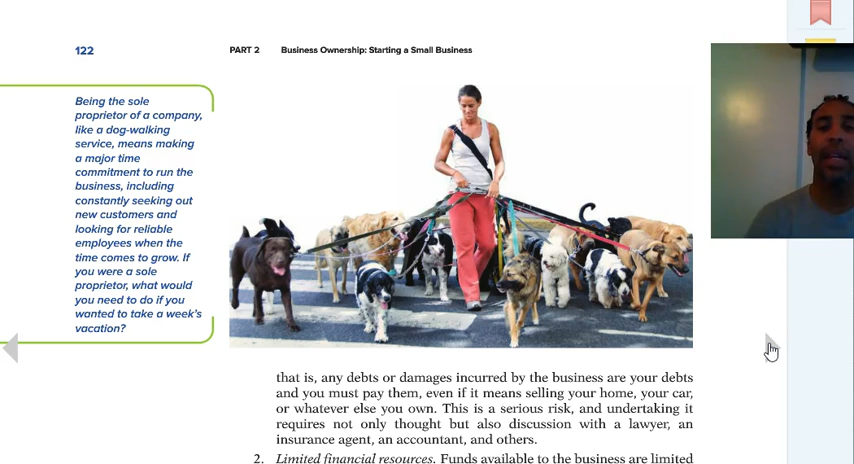 122
PART 2 Business Ownership: Starting a Small Business
Being the sole
proprietor of a company,
like a dog-walking
service, means making
a major time
commitment to run the
business, including
constantly seeking out
new customers and
looking for reliable
employees when the
time comes to grow. If
you were a sole
proprietor, what would
you need to do if you
wanted to take a week's
vacation?
that is, any debts or damages incurred by the business are your debts
and you must pay them, even if it means selling your home, your car,
or whatever else you own. This is a serious risk, and undertaking it
requires not only thought but also discussion with a lawyer, an
insurance agent, an accountant, and others.
2. Limited financial resources. Funds available to the business are limited